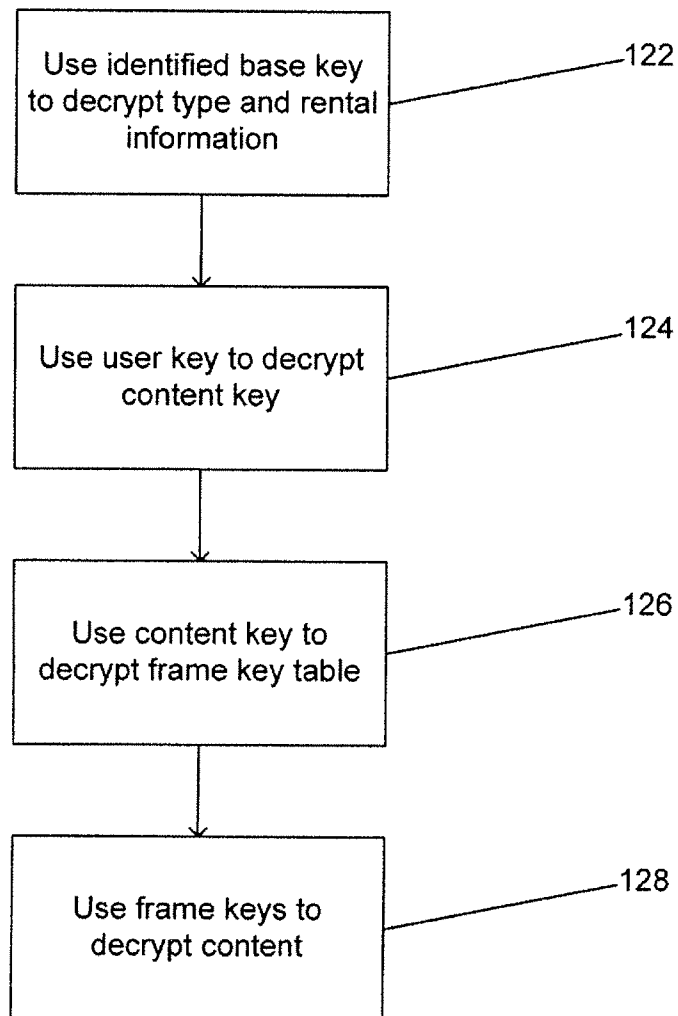 Use identified base key
to decrypt type and rental
information
122
Use user key to decrypt
content key
124
Use content key to
decrypt frame key table
126
Use frame keys to
decrypt content
128